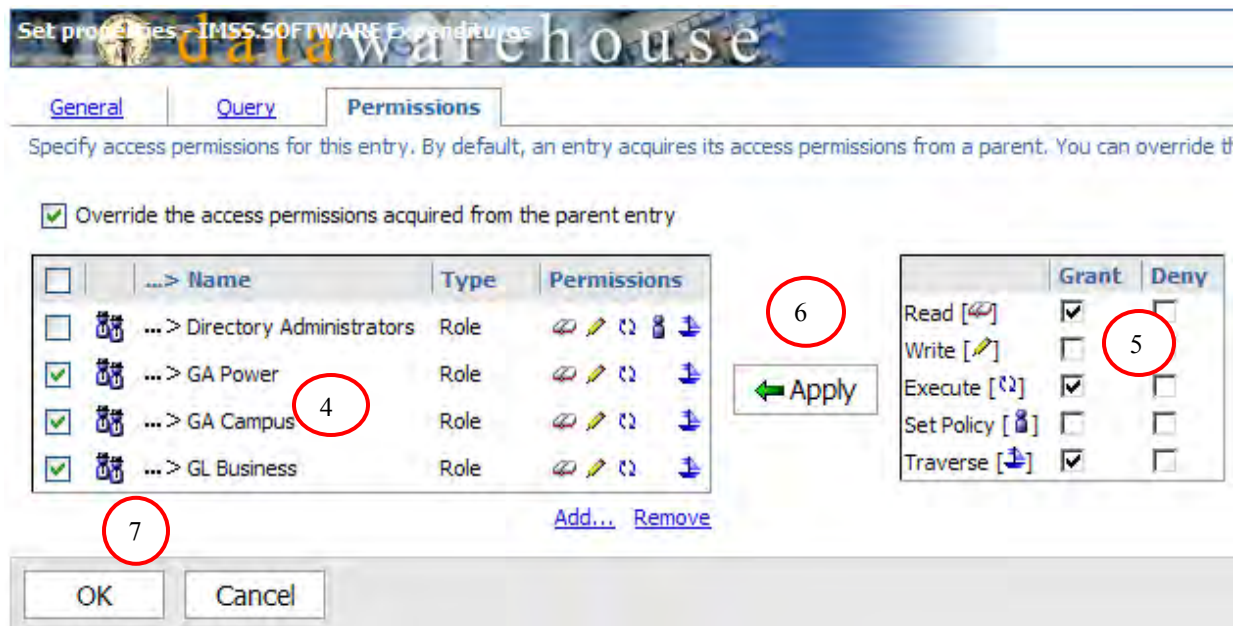 Set properties - IMSS.SOFTWARE Expenditures
datawarehouse
General Query Permissions
Specify access permissions for this entry. By default, an entry acquires its access permissions from a parent. You can override th
Override the access permissions acquired from the parent entry
...> Name Type Permissions
... > Directory Administrators Role
... > GA Power Role
... > GA Campus Role
... > GL Business Role
4
Add... Remove
6
Apply
Grant Deny
Read [ ]
Write [ ]
Execute [ ]
Set Policy [ ]
Traverse [ ]
5
7
OK Cancel